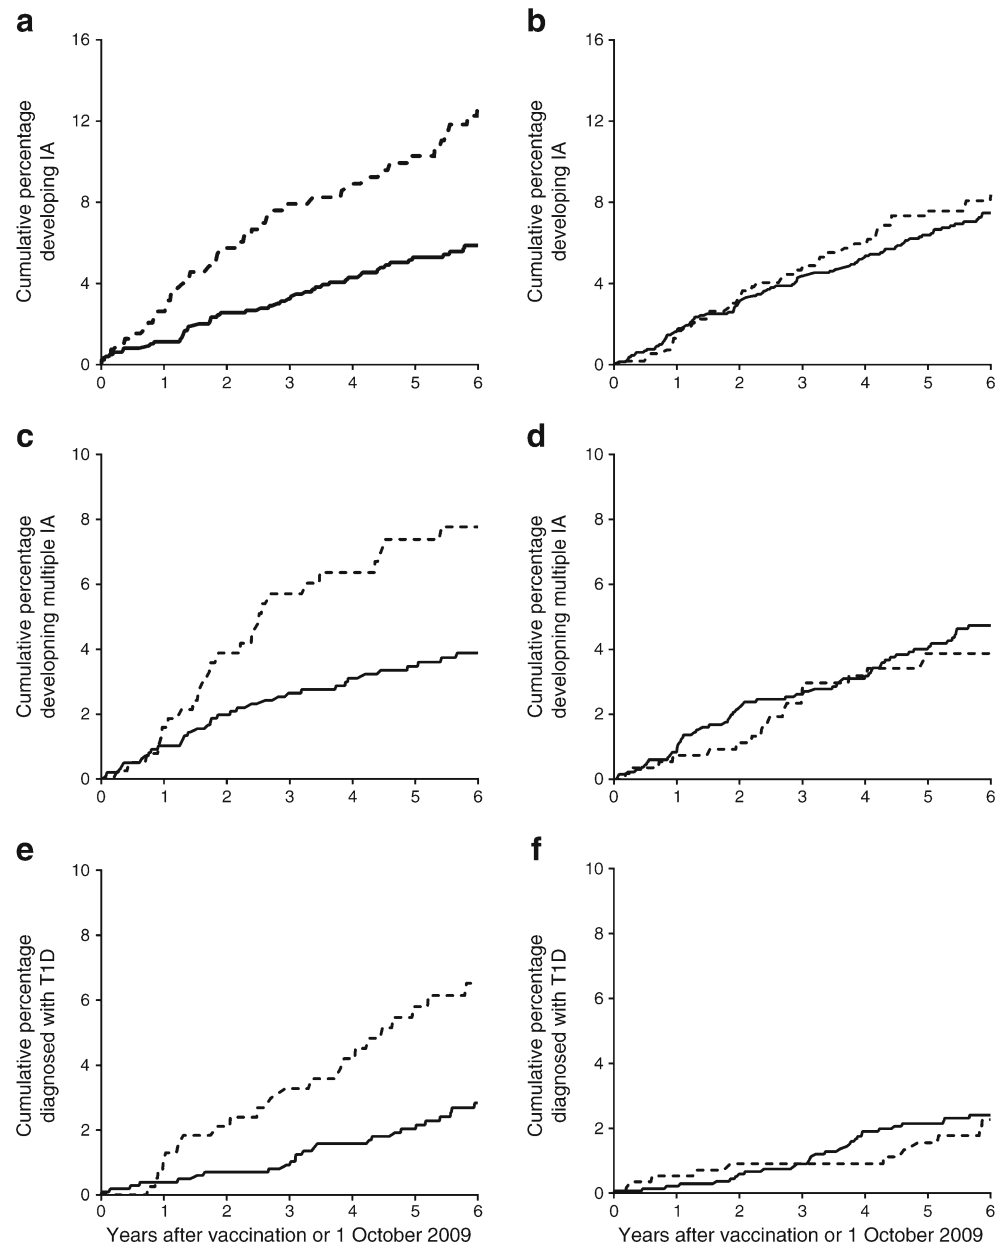 a
16
12
8
4
0
0 1 2 3 4 5 6
Cumulative percentage
developing IA
b
16
12
8
4
0
0 1 2 3 4 5 6
Cumulative percentage
developing IA
c
10
8
6
4
2
0
0 1 2 3 4 5 6
Cumulative percentage
developning multiple IA
d
10
8
6
4
2
0
0 1 2 3 4 5 6
Cumulative percentage
developning multiple IA
e
10
8
6
4
2
0
0 1 2 3 4 5 6
Cumulative percentage
diagnosed with T1D
Years after vaccination or 1 October 2009
f
10
8
6
4
2
0
0 1 2 3 4 5 6
Cumulative percentage
diagnosed with T1D
Years after vaccination or 1 October 2009